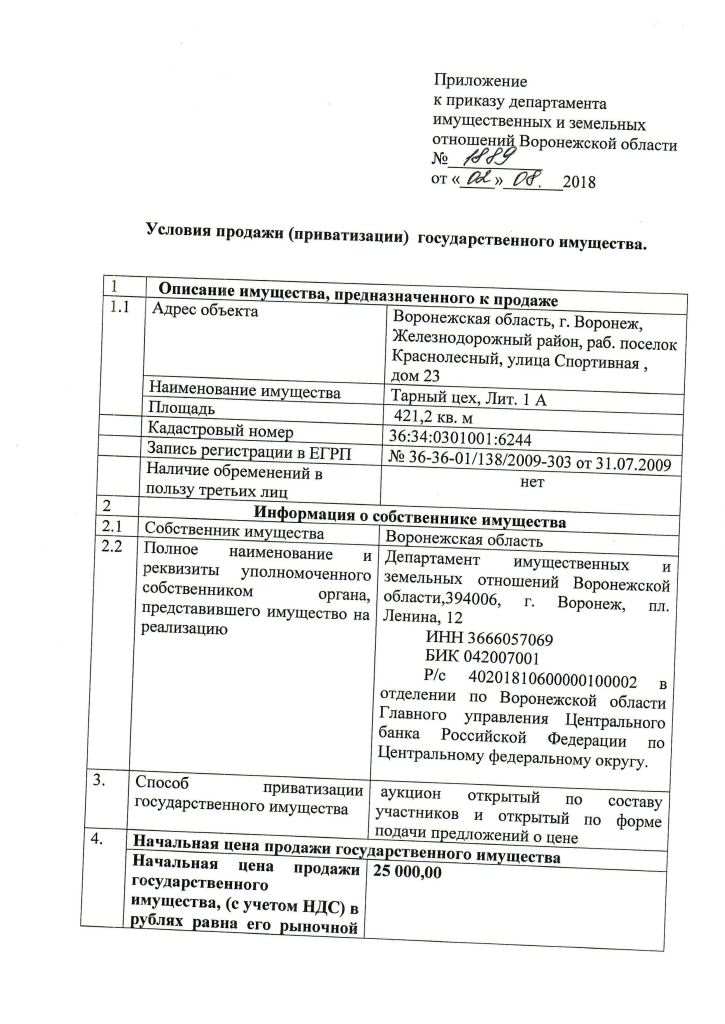 Приложение
к приказу департамента
имущественных и земельных
отношений Воронежской области
№ 1889
от «02» 08. 2018
Условия продажи (приватизации) государственного имущества.
1 Описание имущества, предназначенного к продаже
1.1 Адрес объекта
Воронежская область, г. Воронеж,
Железнодорожный район, раб. поселок
Краснолесный, улица Спортивная ,
дом 23
Наименование имущества Тарный цех, Лит. 1 А
Площадь 421,2 кв. м
Кадастровый номер 36:34:0301001:6244
Запись регистрации в ЕГРП № 36-36-01/138/2009-303 от 31.07.2009
Наличие обременений в
пользу третьих лиц
нет
2 Информация о собственнике имущества
2.1 Собственник имущества Воронежская область
2.2 Полное наименование и
реквизиты уполномоченного
собственником органа,
представившего имущество на
реализацию
Департамент имущественных и
земельных отношений Воронежской
области,394006, г. Воронеж, пл.
Ленина, 12
ИНН 3666057069
БИК 042007001
Р/с 40201810600000100002 в
отделении по Воронежской области
Главного управления Центрального
банка Российской Федерации по
Центральному федеральному округу.
3. Способ приватизации
государственного имущества
аукцион открытый по составу
участников и открытый по форме
подачи предложений о цене
4. Начальная цена продажи государственного имущества
Начальная цена продажи
государственного
имущества, (с учетом НДС) в
рублях равна его рыночной
25 000,00